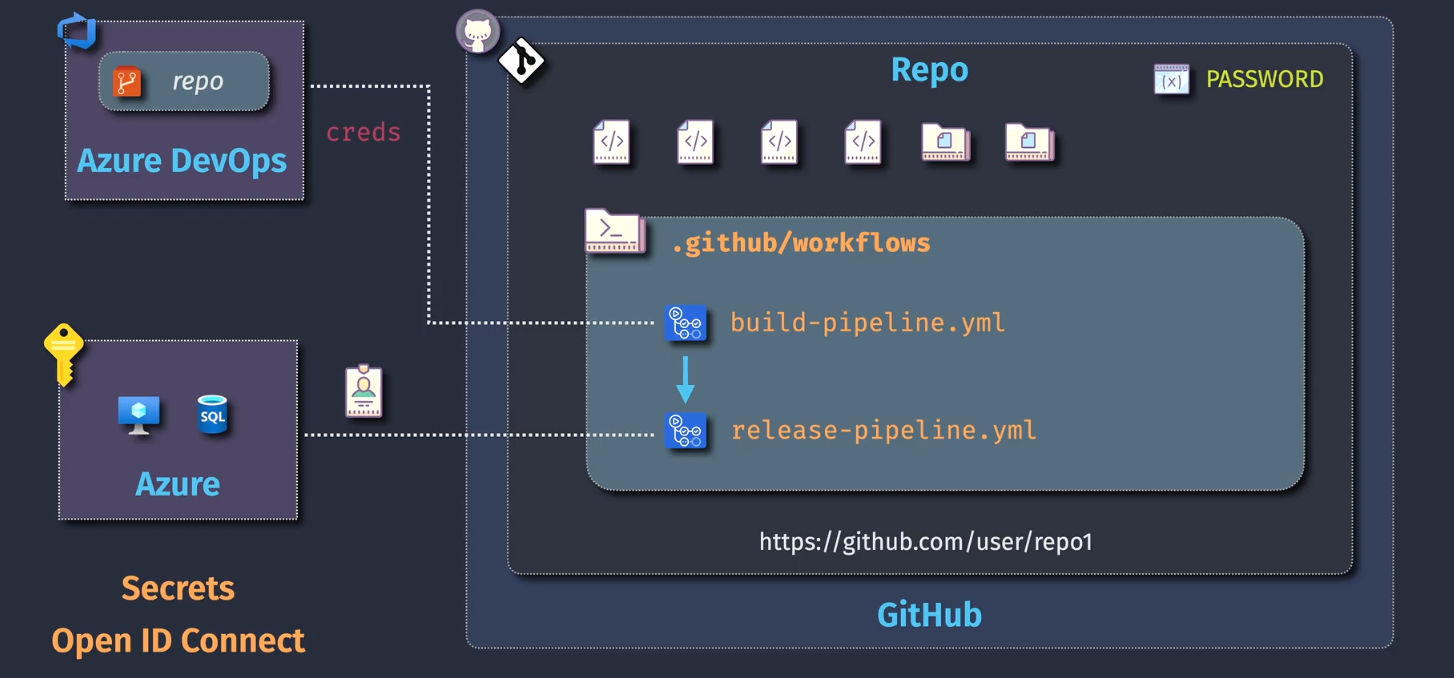 repo
Azure DevOps
creds
Repo
(x) PASSWORD
</>
</>
</>
</>
>_
.github/workflows
build-pipeline.yml
release-pipeline.yml
SQL
Azure
https://github.com/user/repo1
GitHub
Secrets
Open ID Connect